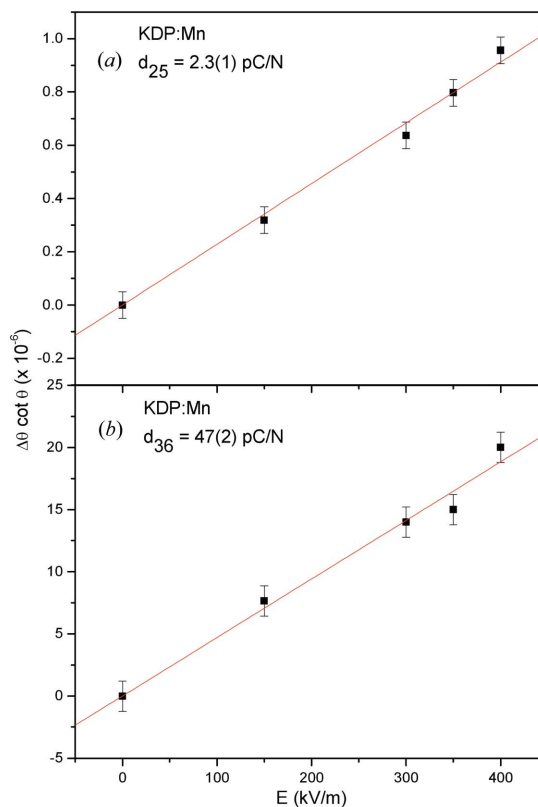 1.0
0.8
0.6
0.4
0.2
0.0
-0.2
(a)
KDP:Mn
d25 = 2.3(1) pC/N
Δθ cot θ (x 10-6)
25
20
15
10
5
0
-5
(b)
KDP:Mn
d36 = 47(2) pC/N
0 100 200 300 400
E (kV/m)